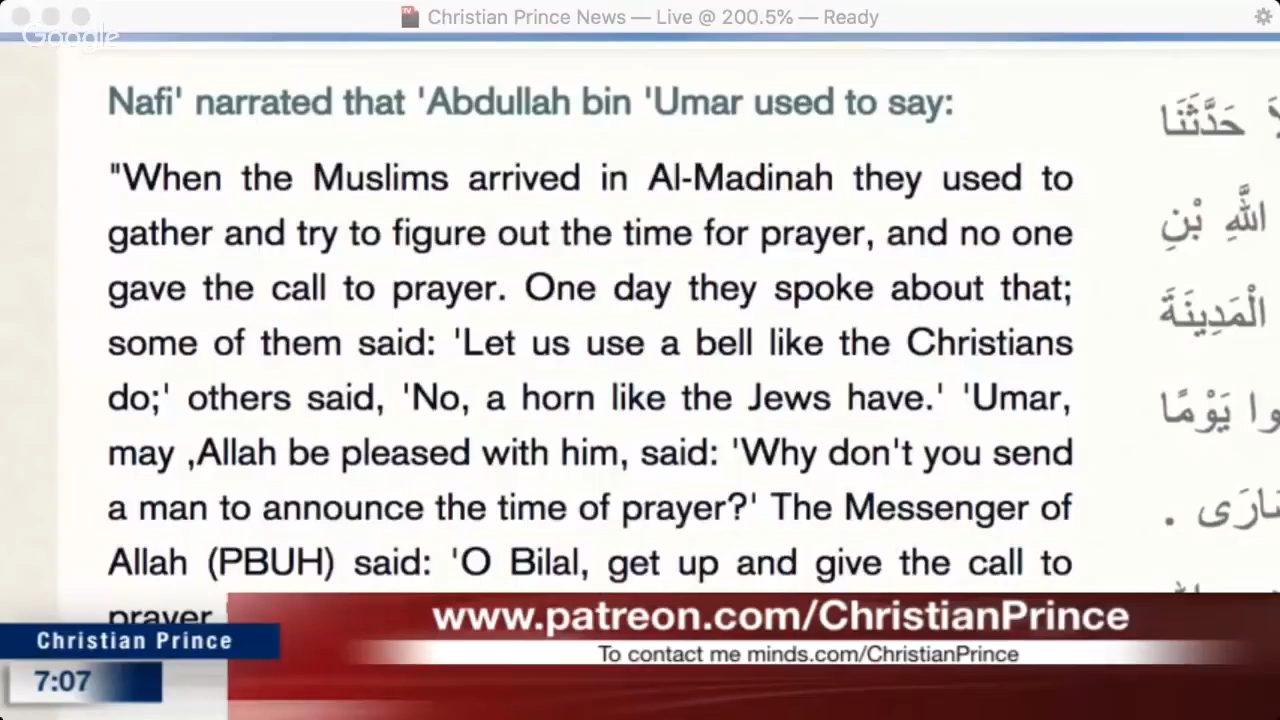 Christian Prince News — Live @ 200.5% — Ready
Google
Nafi' narrated that 'Abdullah bin 'Umar used to say:
"When the Muslims arrived in Al-Madinah they used to
gather and try to figure out the time for prayer, and no one
gave the call to prayer. One day they spoke about that;
some of them said: 'Let us use a bell like the Christians
do;' others said, 'No, a horn like the Jews have.' 'Umar,
may ,Allah be pleased with him, said: 'Why don't you send
a man to announce the time of prayer?' The Messenger of
Allah (PBUH) said: 'O Bilal, get up and give the call to
prayer
حَدَّثَنَا
اللَّهِ بْنِ
الْمَدِينَةَ
يَوْمًا
www.patreon.com/ChristianPrince
To contact me minds.com/ChristianPrince
Christian Prince
7:07